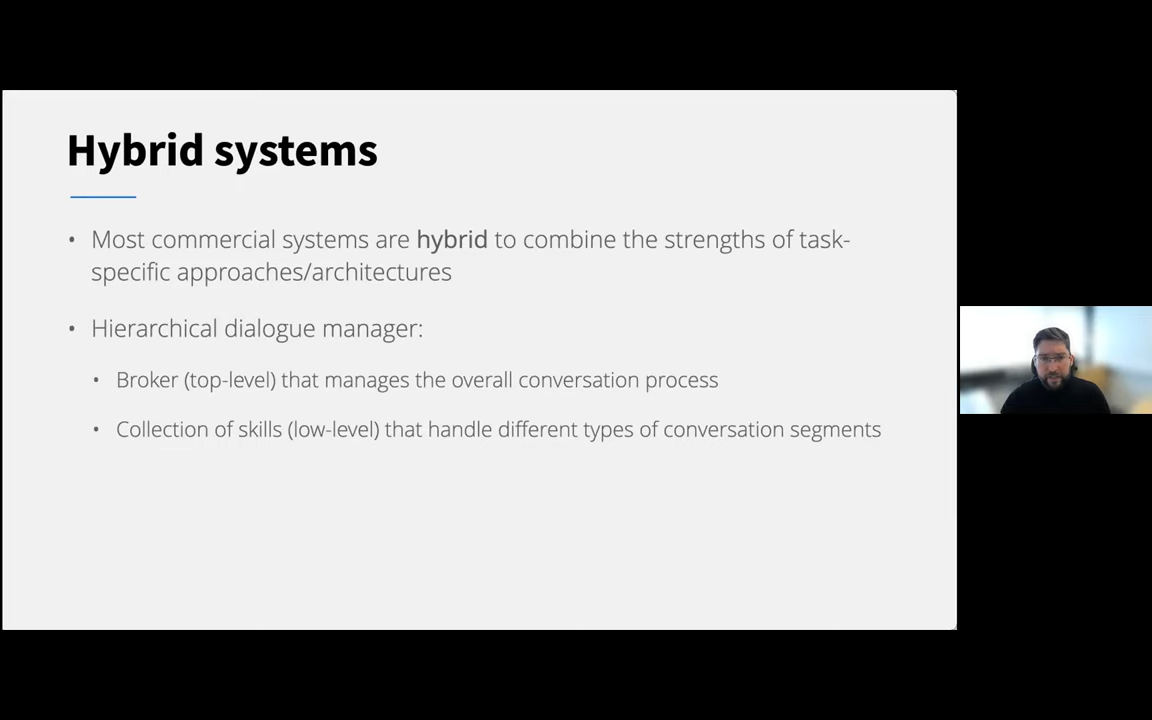 Hybrid systems
• Most commercial systems are hybrid to combine the strengths of task-
specific approaches/architectures
• Hierarchical dialogue manager:
• Broker (top-level) that manages the overall conversation process
• Collection of skills (low-level) that handle different types of conversation segments